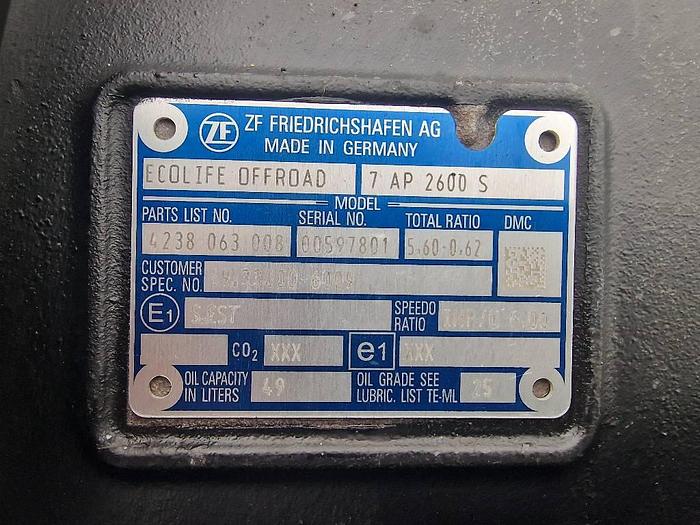 ZF ZF FRIEDRICHSHAFEN AG
MADE IN GERMANY
ECOLIFE OFFROAD 7 AP 2600 S
MODEL
PARTS LIST NO. SERIAL NO. TOTAL RATIO DMC
4238 063 008 00597801 5.60-0.62
CUSTOMER
SPEC. NO.
E1 SPEEDO
RATIO
CO2 XXX e1 XXX
OIL CAPACITY
IN LITERS 49 OIL GRADE SEE
LUBRIC. LIST TE-ML 25